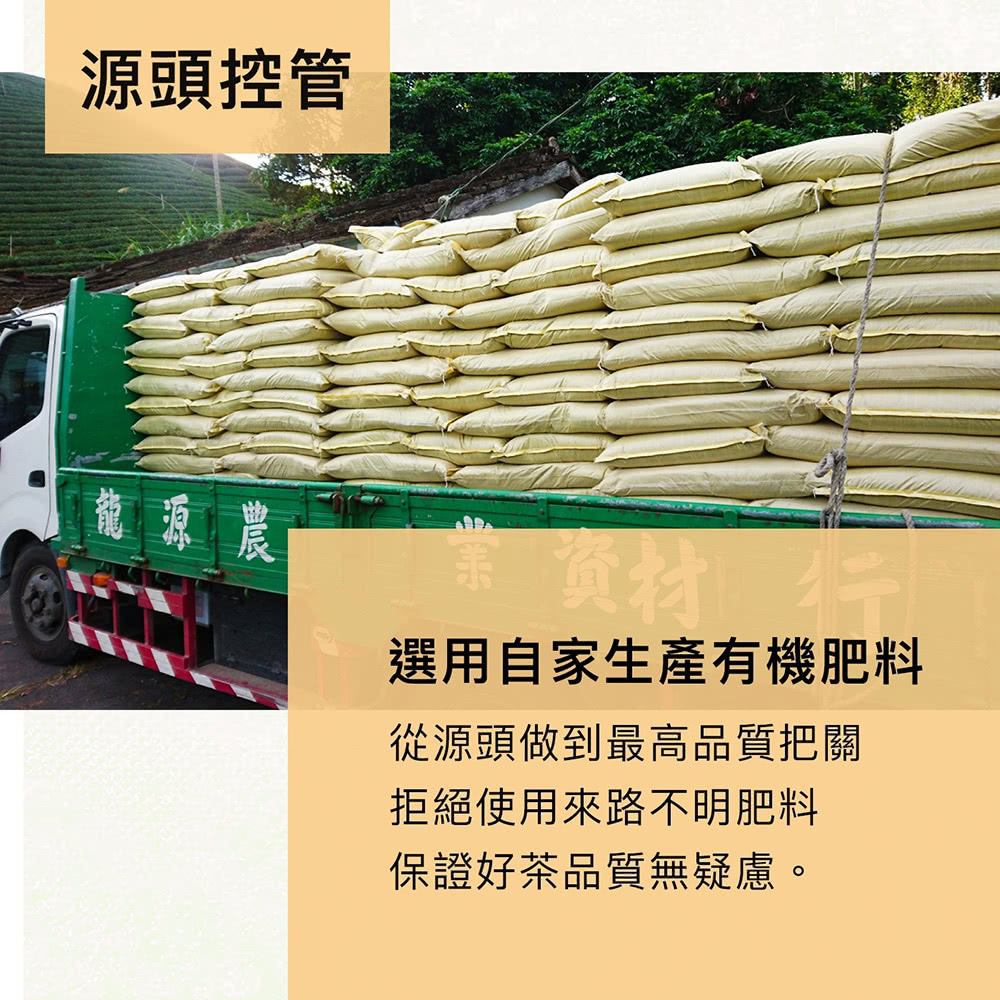 源頭控管
龍源農業資材行
選用自家生產有機肥料
從源頭做到最高品質把關
拒絕使用來路不明肥料
保證好茶品質無疑慮。